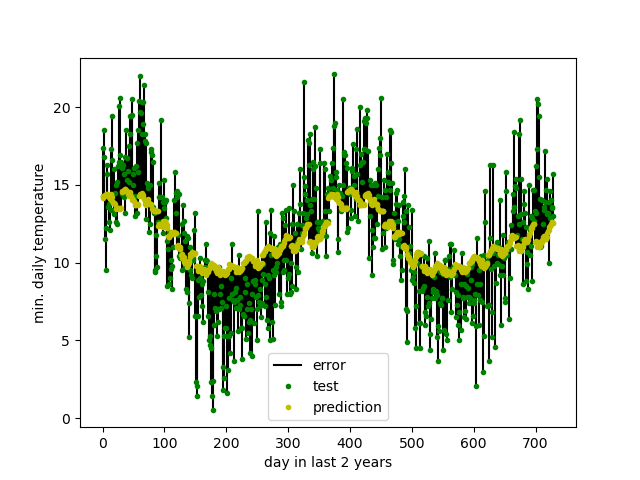 20
15
10
5
0
min. daily temperature
error
test
prediction
0 100 200 300 400 500 600 700
day in last 2 years